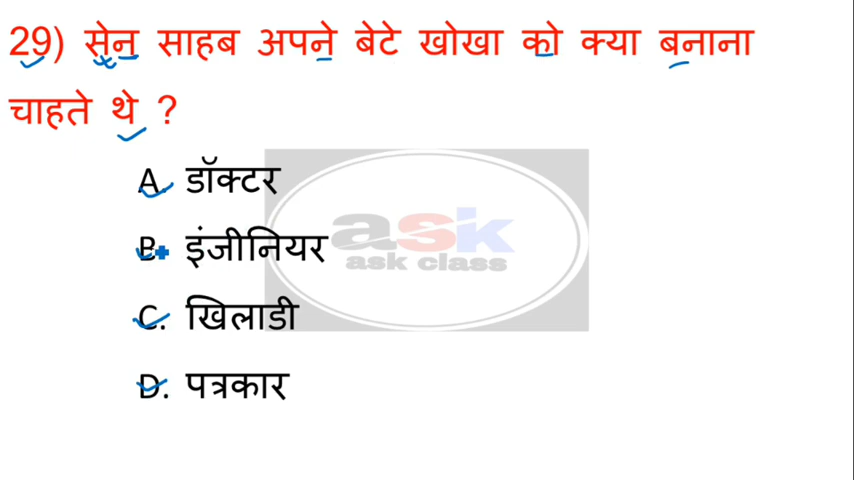 29) सेन साहब अपने बेटे खोखा को क्या बनाना
चाहते थे ?
A. डॉक्टर
B. इंजीनियर
C. खिलाडी
D. पत्रकार
ask
ask class